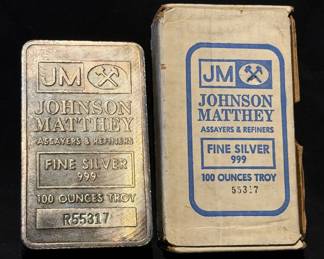 JM
JOHNSON
MATTHEY
ASSAYERS & REFINERS
FINE SILVER
999
100 OUNCES TROY
R55317
JM
JOHNSON
MATTHEY
ASSAYERS & REFINERS
FINE SILVER
999
100 OUNCES TROY
55317